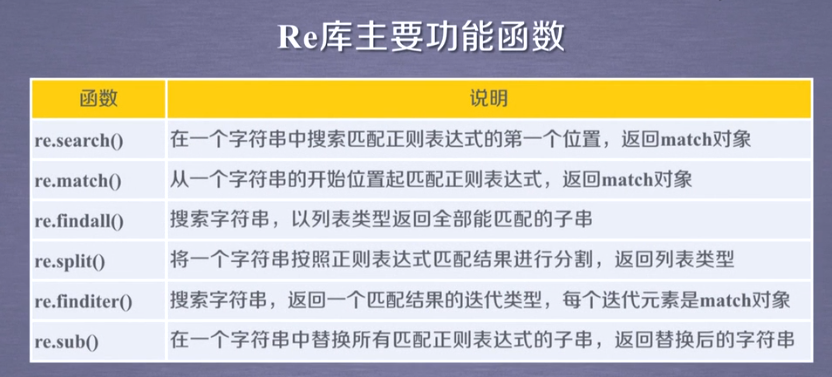 Re库主要功能函数
函数 说明
re.search() 在一个字符串中搜索匹配正则表达式的第一个位置，返回match对象
re.match() 从一个字符串的开始位置起匹配正则表达式，返回match对象
re.findall() 搜索字符串，以列表类型返回全部能匹配的子串
re.split() 将一个字符串按照正则表达式匹配结果进行分割，返回列表类型
re.finditer() 搜索字符串，返回一个匹配结果的迭代类型，每个迭代元素是match对象
re.sub() 在一个字符串中替换所有匹配正则表达式的子串，返回替换后的字符串